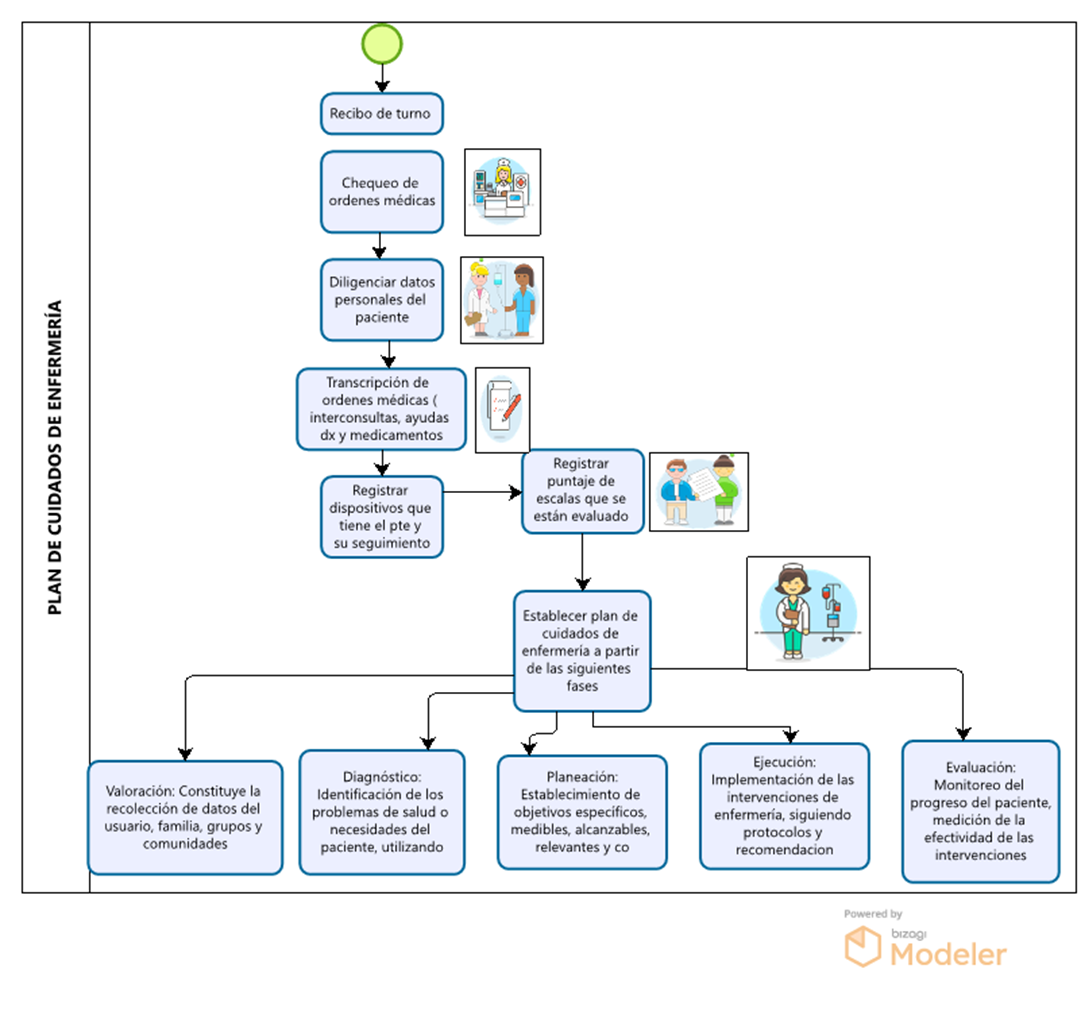 PLAN DE CUIDADOS DE ENFERMERÍA
Recibo de turno
Chequeo de
ordenes médicas
Diligenciar datos
personales del
paciente
Transcripción de
ordenes médicas (
interconsultas, ayudas
dx y medicamentos
Registrar
dispositivos que
tiene el pte y
su seguimiento
Registrar
puntaje de
escalas que se
están evaluado
Establecer plan de
cuidados de
enfermería a partir
de las siguientes
fases
Valoración: Constituye la
recolección de datos del
usuario, familia, grupos y
comunidades
Diagnóstico:
Identificación de los
problemas de salud o
necesidades del
paciente, utilizando
Planeación:
Establecimiento de
objetivos específicos,
medibles, alcanzables,
relevantes y co
Ejecución:
Implementación de las
intervenciones de
enfermería, siguiendo
protocolos y
recomendacion
Evaluación:
Monitoreo del
progreso del paciente,
medición de la
efectividad de las
intervenciones
Powered by
bizagi
Modeler